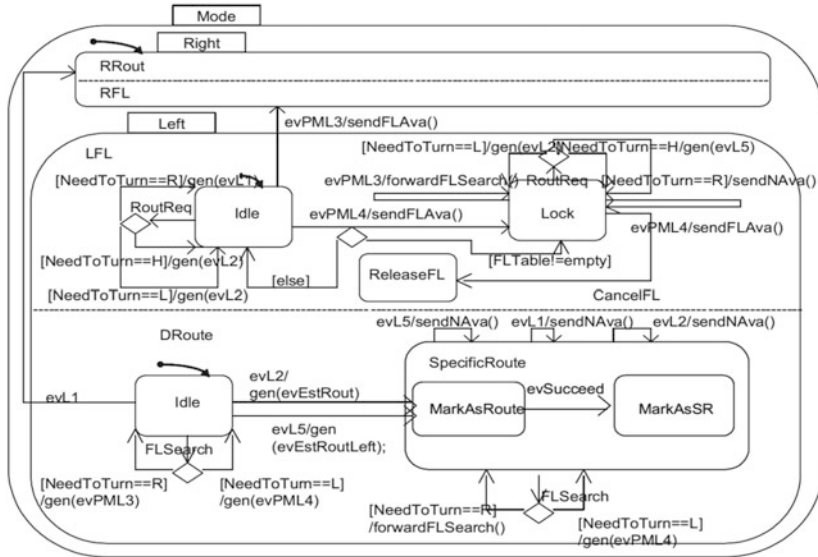 Mode
Right
RRout
RFL
Left
evPML3/sendFLAva()
LFL
[NeedToTurn==L]/gen(evL2)
[NeedToTurn==H/gen(evL5)
[NeedToTurn==R]/gen(evL1)
evPML3/forwardFLSearch()
RoutReq
[NeedToTurn==R]/sendNAva()
RoutReq
Idle
evPML4/sendFLAva()
Lock
evPML4/sendFLAva()
[NeedToTurn==H]/gen(evL2)
[else]
[FLTable!=empty]
ReleaseFL
[NeedToTurn==L]/gen(evL2)
CancelFL
DRoute
evL5/sendNAva()
evL1/sendNAva()
evL2/sendNAva()
SpecificRoute
evL2/
gen(evEstRout)
evL1
Idle
MarkAsRoute
evSucceed
MarkAsSR
evL5/gen
(evEstRoutLeft);
FLSearch
[NeedToTurn==R]
/gen(evPML3)
[NeedToTurn==L]
/gen(evPML4)
FLSearch
[NeedToTurn==R]
/forwardFLSearch()
[NeedToTurn==L]
/gen(evPML4)